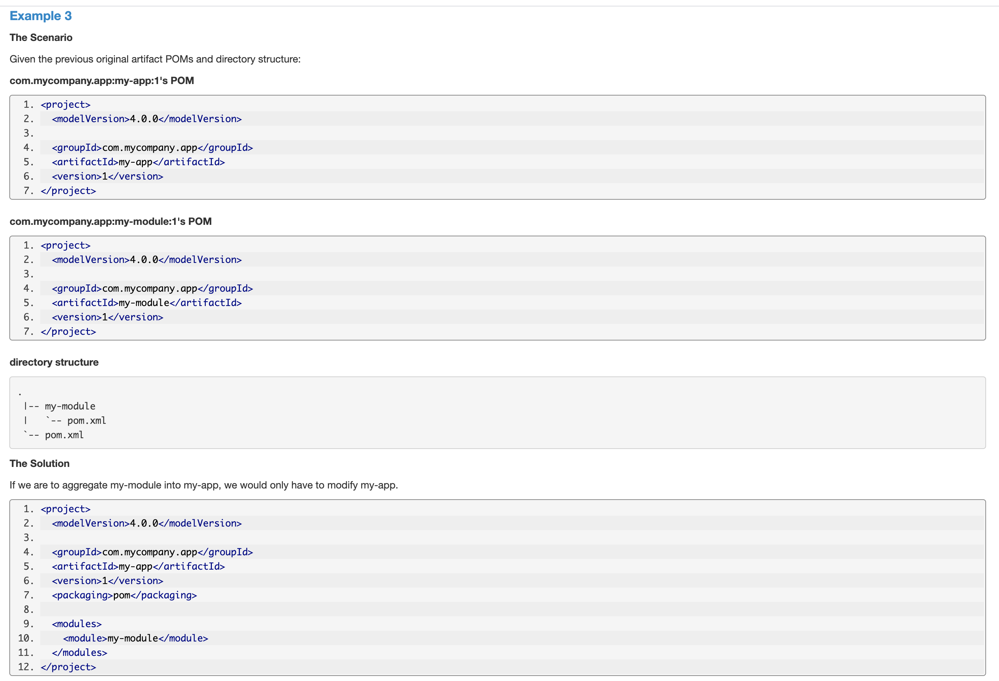 Example 3
The Scenario
Given the previous original artifact POMs and directory structure:
com.mycompany.app:my-app:1's POM
1. <project>
2.   <modelVersion>4.0.0</modelVersion>
3.
4.   <groupId>com.mycompany.app</groupId>
5.   <artifactId>my-app</artifactId>
6.   <version>1</version>
7. </project>
com.mycompany.app:my-module:1's POM
1. <project>
2.   <modelVersion>4.0.0</modelVersion>
3.
4.   <groupId>com.mycompany.app</groupId>
5.   <artifactId>my-module</artifactId>
6.   <version>1</version>
7. </project>
directory structure
.
 |-- my-module
 |   `-- pom.xml
 `-- pom.xml
The Solution
If we are to aggregate my-module into my-app, we would only have to modify my-app.
1. <project>
2.   <modelVersion>4.0.0</modelVersion>
3.
4.   <groupId>com.mycompany.app</groupId>
5.   <artifactId>my-app</artifactId>
6.   <version>1</version>
7.   <packaging>pom</packaging>
8.
9.   <modules>
10.     <module>my-module</module>
11.   </modules>
12. </project>